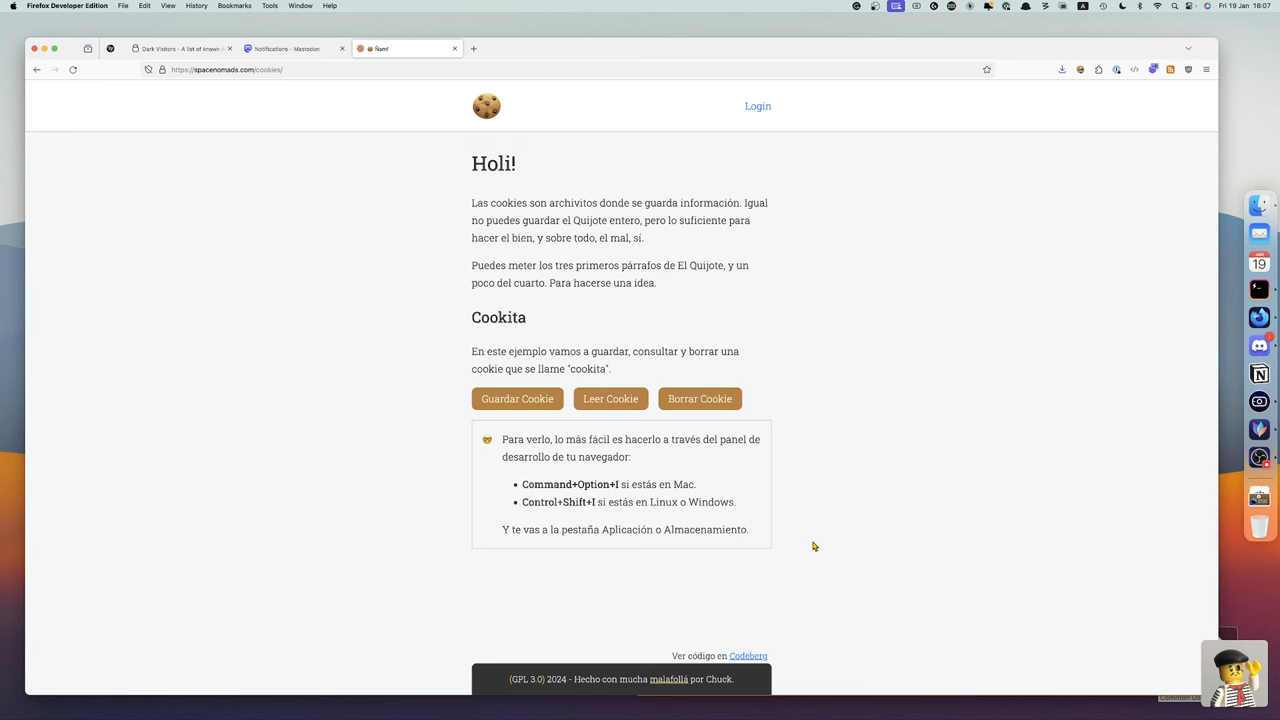 Firefox Developer Edition File Edit View History Bookmarks Tools Window Help
Fri 19 Jan 16:07
Dark Visitors - A list of known
Notifications - Mastodon
Ñam!
https://spacenomads.com/cookies/
Login
Holi!
Las cookies son archivitos donde se guarda información. Igual
no puedes guardar el Quijote entero, pero lo suficiente para
hacer el bien, y sobre todo, el mal, sí.
Puedes meter los tres primeros párrafos de El Quijote, y un
poco del cuarto. Para hacerse una idea.
Cookita
En este ejemplo vamos a guardar, consultar y borrar una
cookie que se llame "cookita".
Guardar Cookie
Leer Cookie
Borrar Cookie
Para verlo, lo más fácil es hacerlo a través del panel de
desarrollo de tu navegador:
• Command+Option+I si estás en Mac.
• Control+Shift+I si estás en Linux o Windows.
Y te vas a la pestaña Aplicación o Almacenamiento.
Ver código en Codeberg
(GPL 3.0) 2024 - Hecho con mucha malafollá por Chuck.
JAN
19